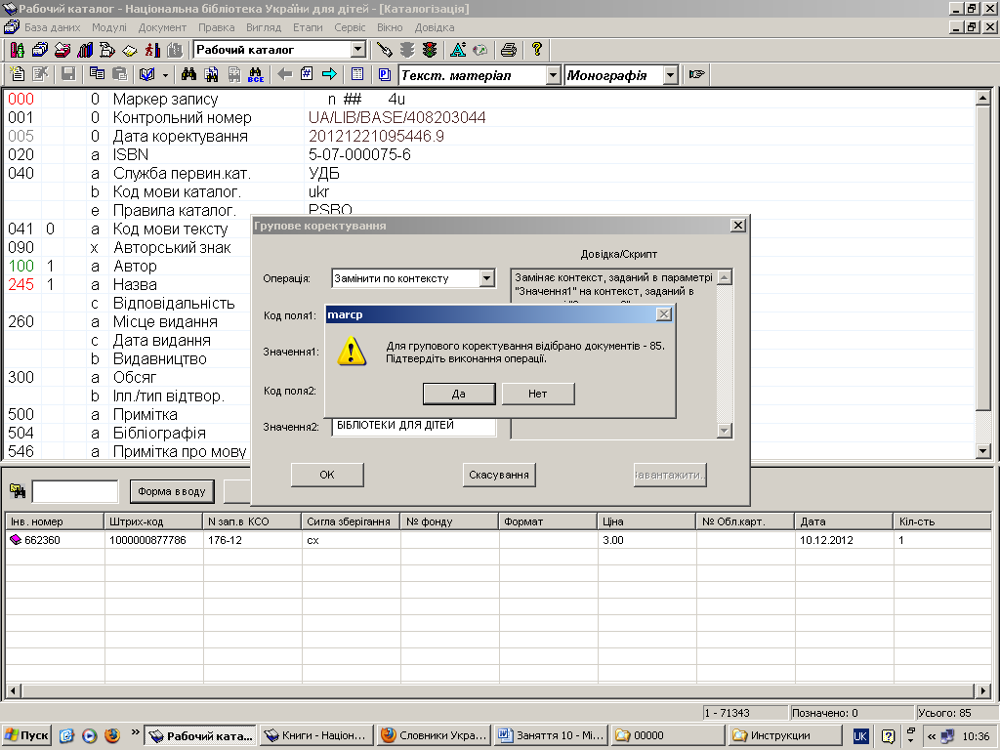 Рабочий каталог - Національна бібліотека України для дітей - [Каталогізація]
База даних Модулі Документ Правка Вигляд Етапи Сервіс Вікно Довідка
Рабочий каталог
ВСЕ Текст. матеріал Монографія
000 0 Маркер запису n ## 4u
001 0 Контрольний номер UA/LIB/BASE/408203044
005 0 Дата коректування 20121221095446.9
020 a ISBN 5-07-000075-6
040 a Служба первин.кат. УДБ
b Код мови каталог. ukr
e Правила каталог. PSBO
041 0 a Код мови тексту
090 x Авторський знак
100 1 a Автор
245 1 a Назва
c Відповідальність
260 a Місце видання
c Дата видання
b Видавництво
300 a Обсяг
b Ілл./тип відтвор.
500 a Примітка
504 a Бібліографія
546 a Примітка про мову
Групове коректування
Довідка/Скрипт
Операція: Замінити по контексту
Заміняє контекст, заданий в параметрі
"Значення1" на контекст, заданий в
Код поля1:
Значення1:
Код поля2:
Значення2: БІБЛІОТЕКИ ДЛЯ ДІТЕЙ
marcp
Для групового коректування відібрано документів - 85.
Підтвердіть виконання операції.
Да Нет
OK Скасування Завантажити..
Форма вводу
Інв. номер Штрих-код N зап.в КСО Сигла зберігання № фонду Формат Ціна № Обл.карт. Дата Кіл-сть
662360 1000000877786 176-12 сх 3.00 10.12.2012 1
1 - 71343 Позначено: 0 Усього: 85
Пуск » Рабочий ката... Книги - Націон... Словники Укра... Заняття 10 - Mi... 00000 Инструкции UK « 10:36